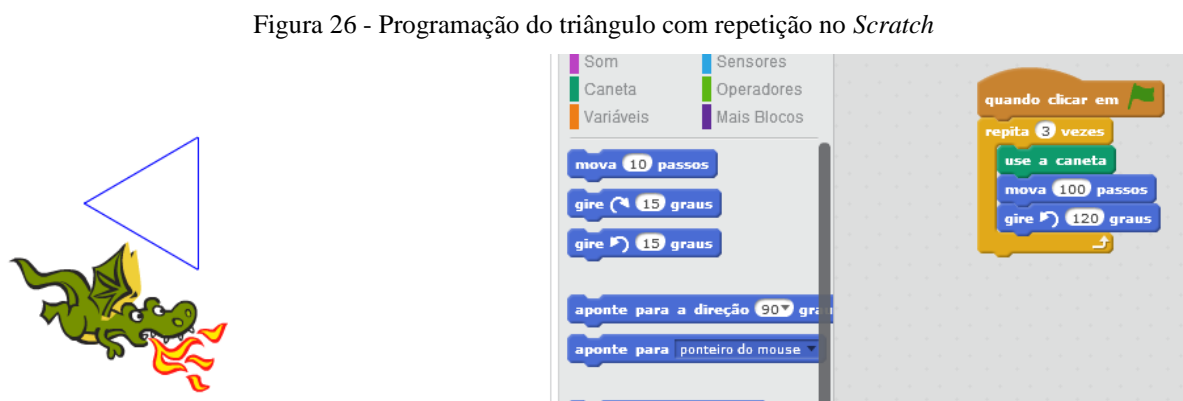 Figura 26 - Programação do triângulo com repetição no Scratch
Som
Sensores
Caneta
Operadores
Variáveis
Mais Blocos
mova 10 passos
gire 15 graus
gire 15 graus
aponte para a direção 90 grau
aponte para ponteiro do mouse
quando clicar em
repita 3 vezes
use a caneta
mova 100 passos
gire 120 graus